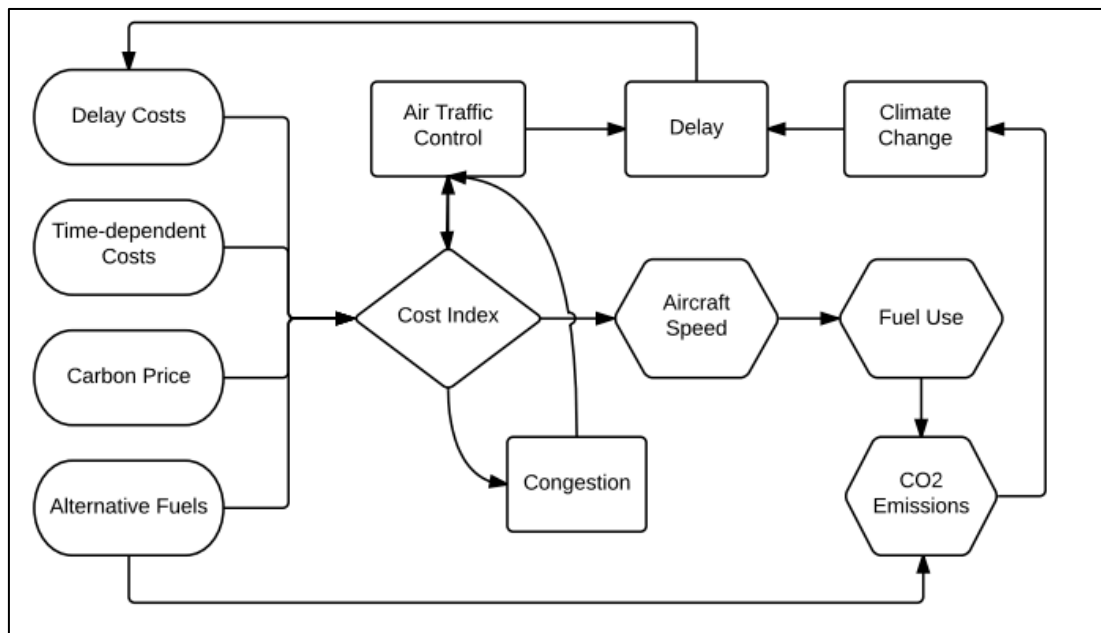 Delay Costs
Air Traffic
Control
Delay
Climate
Change
Time-dependent
Costs
Cost Index
Aircraft
Speed
Fuel Use
Carbon Price
Alternative Fuels
Congestion
CO2
Emissions